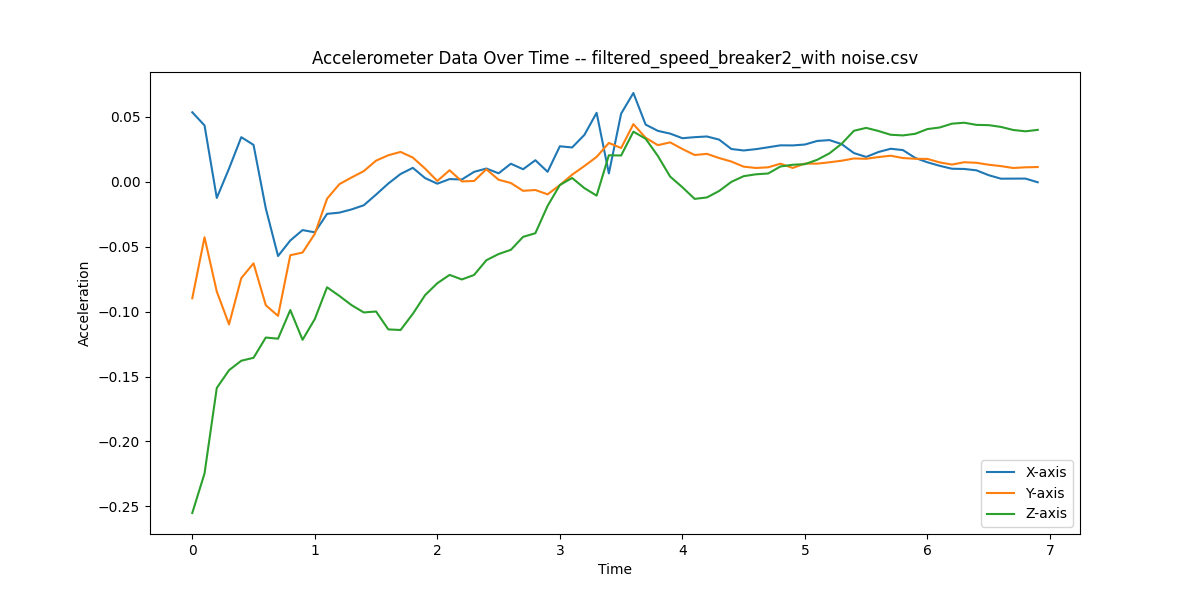 Accelerometer Data Over Time -- filtered_speed_breaker2_with noise.csv
Acceleration
0.05
0.00
−0.05
−0.10
−0.15
−0.20
−0.25
X-axis
Y-axis
Z-axis
0 1 2 3 4 5 6 7
Time